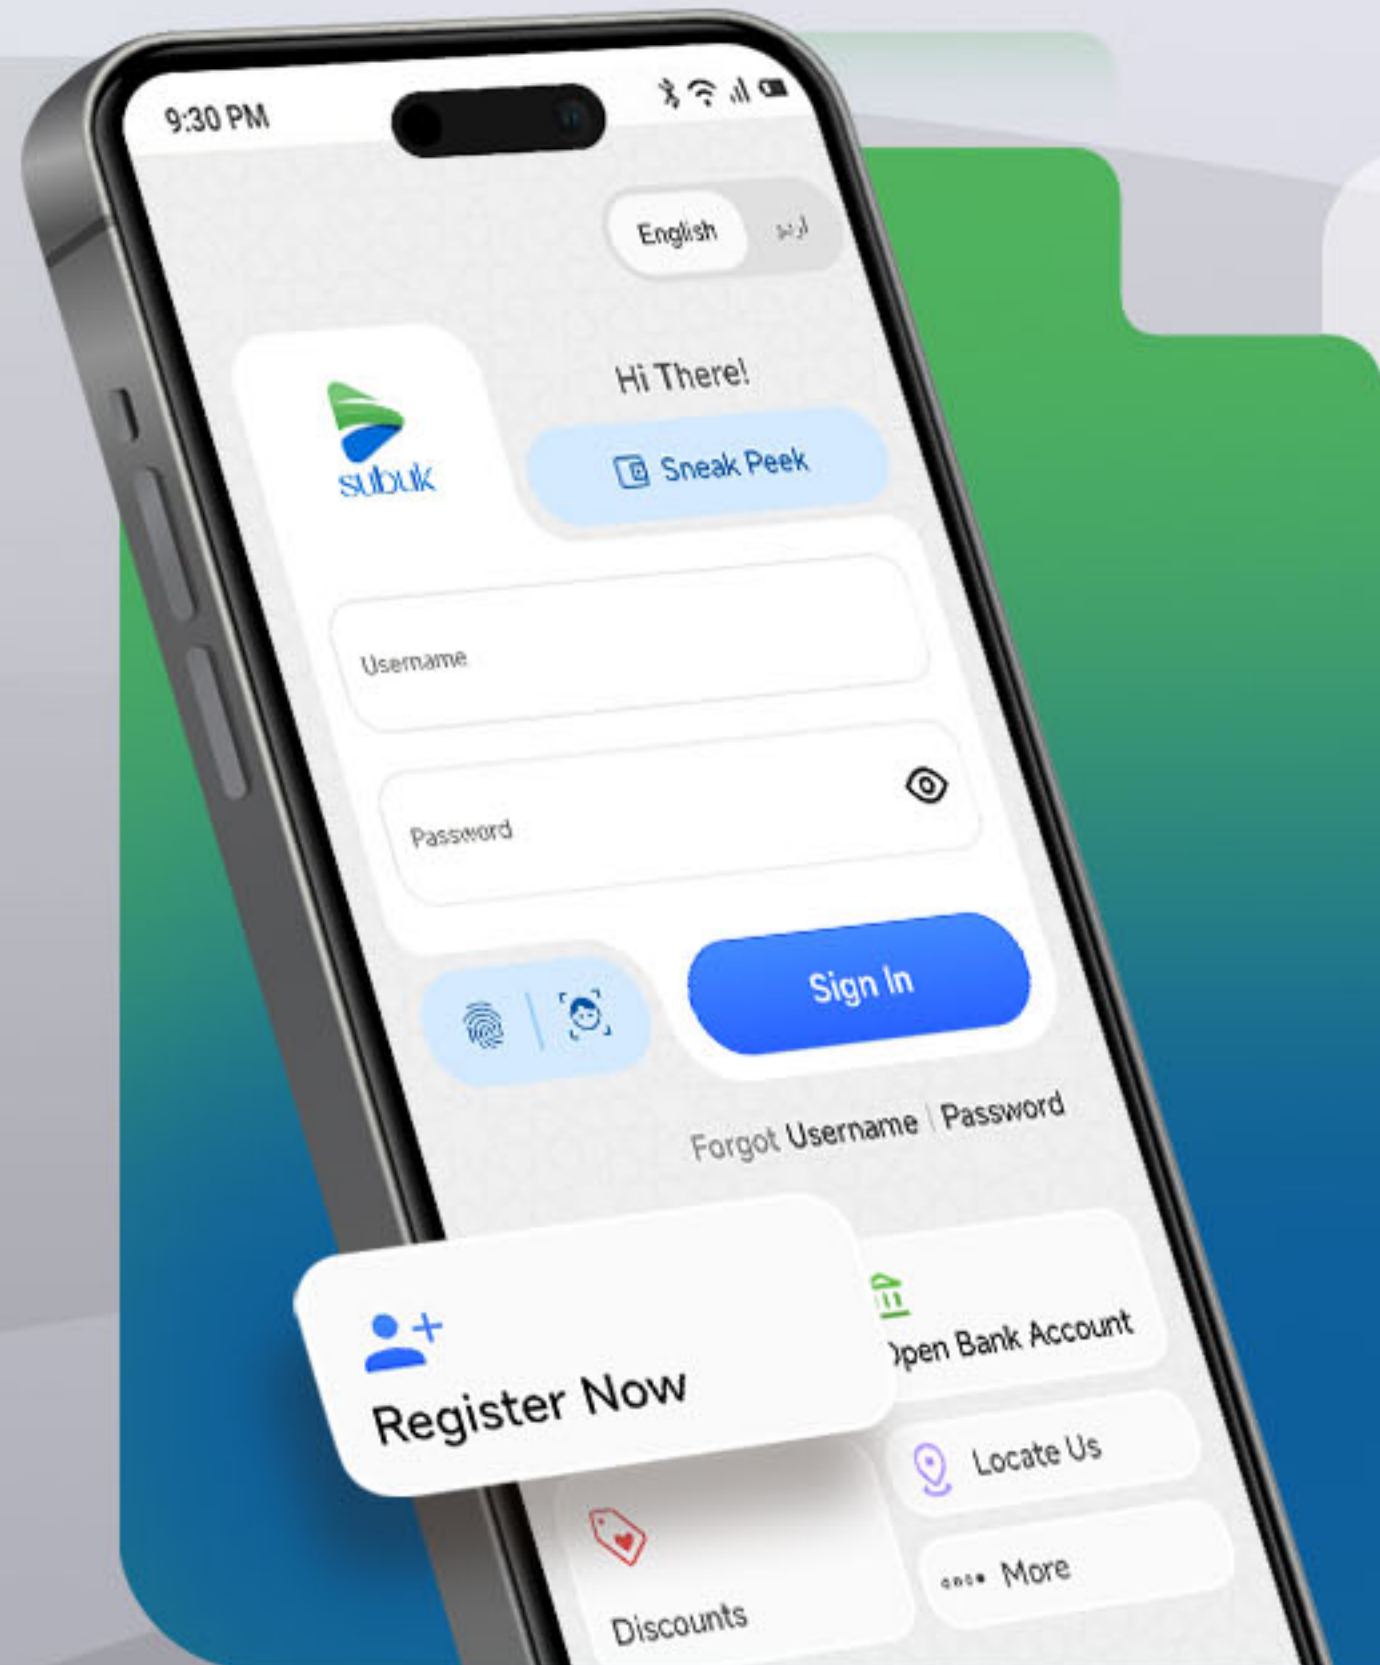 9:30 PM
English
اردو
Hi There!
subuk
Sneak Peek
Username
Password
Sign In
Forgot Username | Password
Register Now
Open Bank Account
Locate Us
More
Discounts